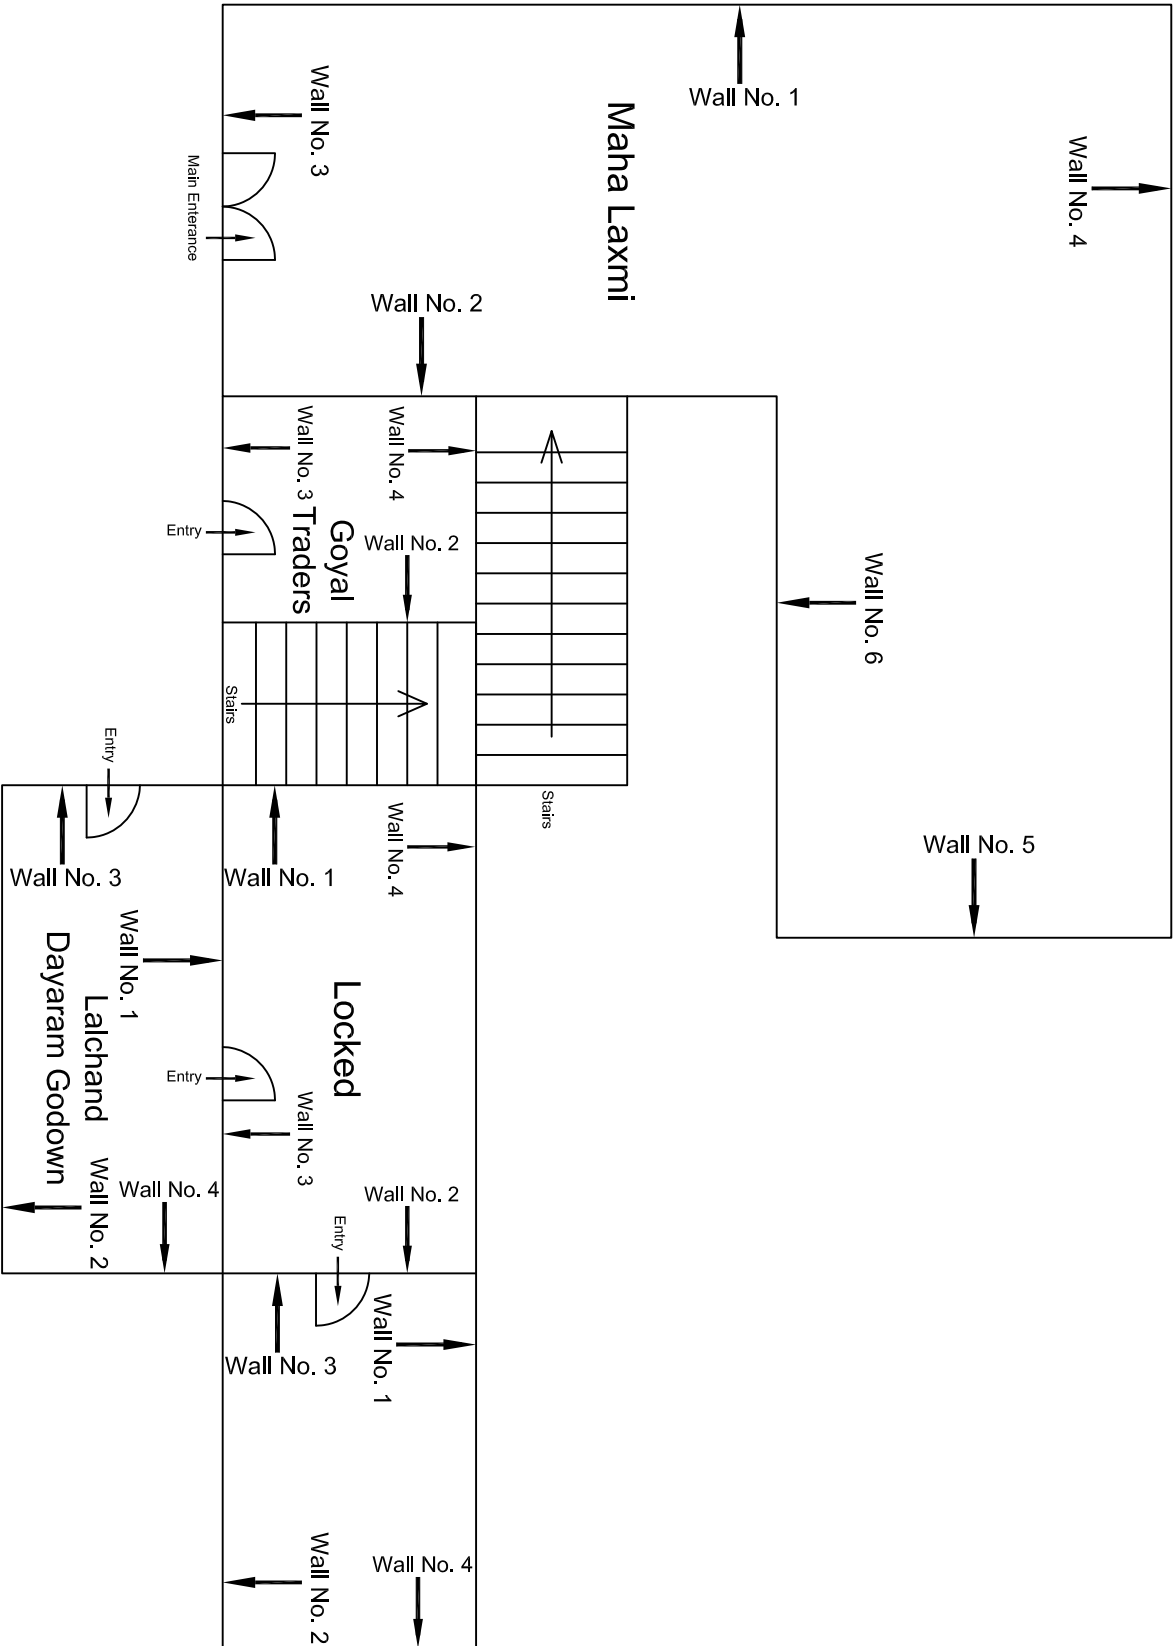 Wall No. 1
Wall No. 3
Main Enterance
Maha Laxmi
Wall No. 4
Wall No. 2
Wall No. 3
Wall No. 4
Entry
Goyal
Traders
Wall No. 2
Wall No. 6
Stairs
Stairs
Entry
Wall No. 3
Wall No. 1
Wall No. 4
Wall No. 5
Wall No. 1
Lalchand
Dayaram Godown
Locked
Entry
Wall No. 3
Wall No. 2
Wall No. 4
Wall No. 2
Entry
Wall No. 3
Wall No. 1
Wall No. 2
Wall No. 4